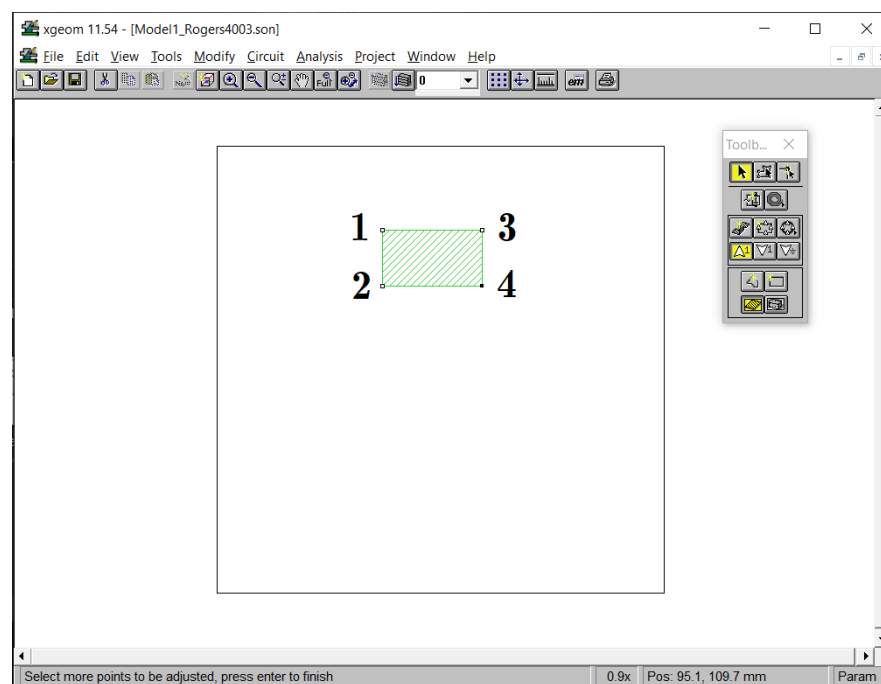 xgeom 11.54 - [Model1_Rogers4003.son]
File Edit View Tools Modify Circuit Analysis Project Window Help
Full 0 em
Toolb...
1 3
2 4
Select more points to be adjusted, press enter to finish 0.9x Pos: 95.1, 109.7 mm Param